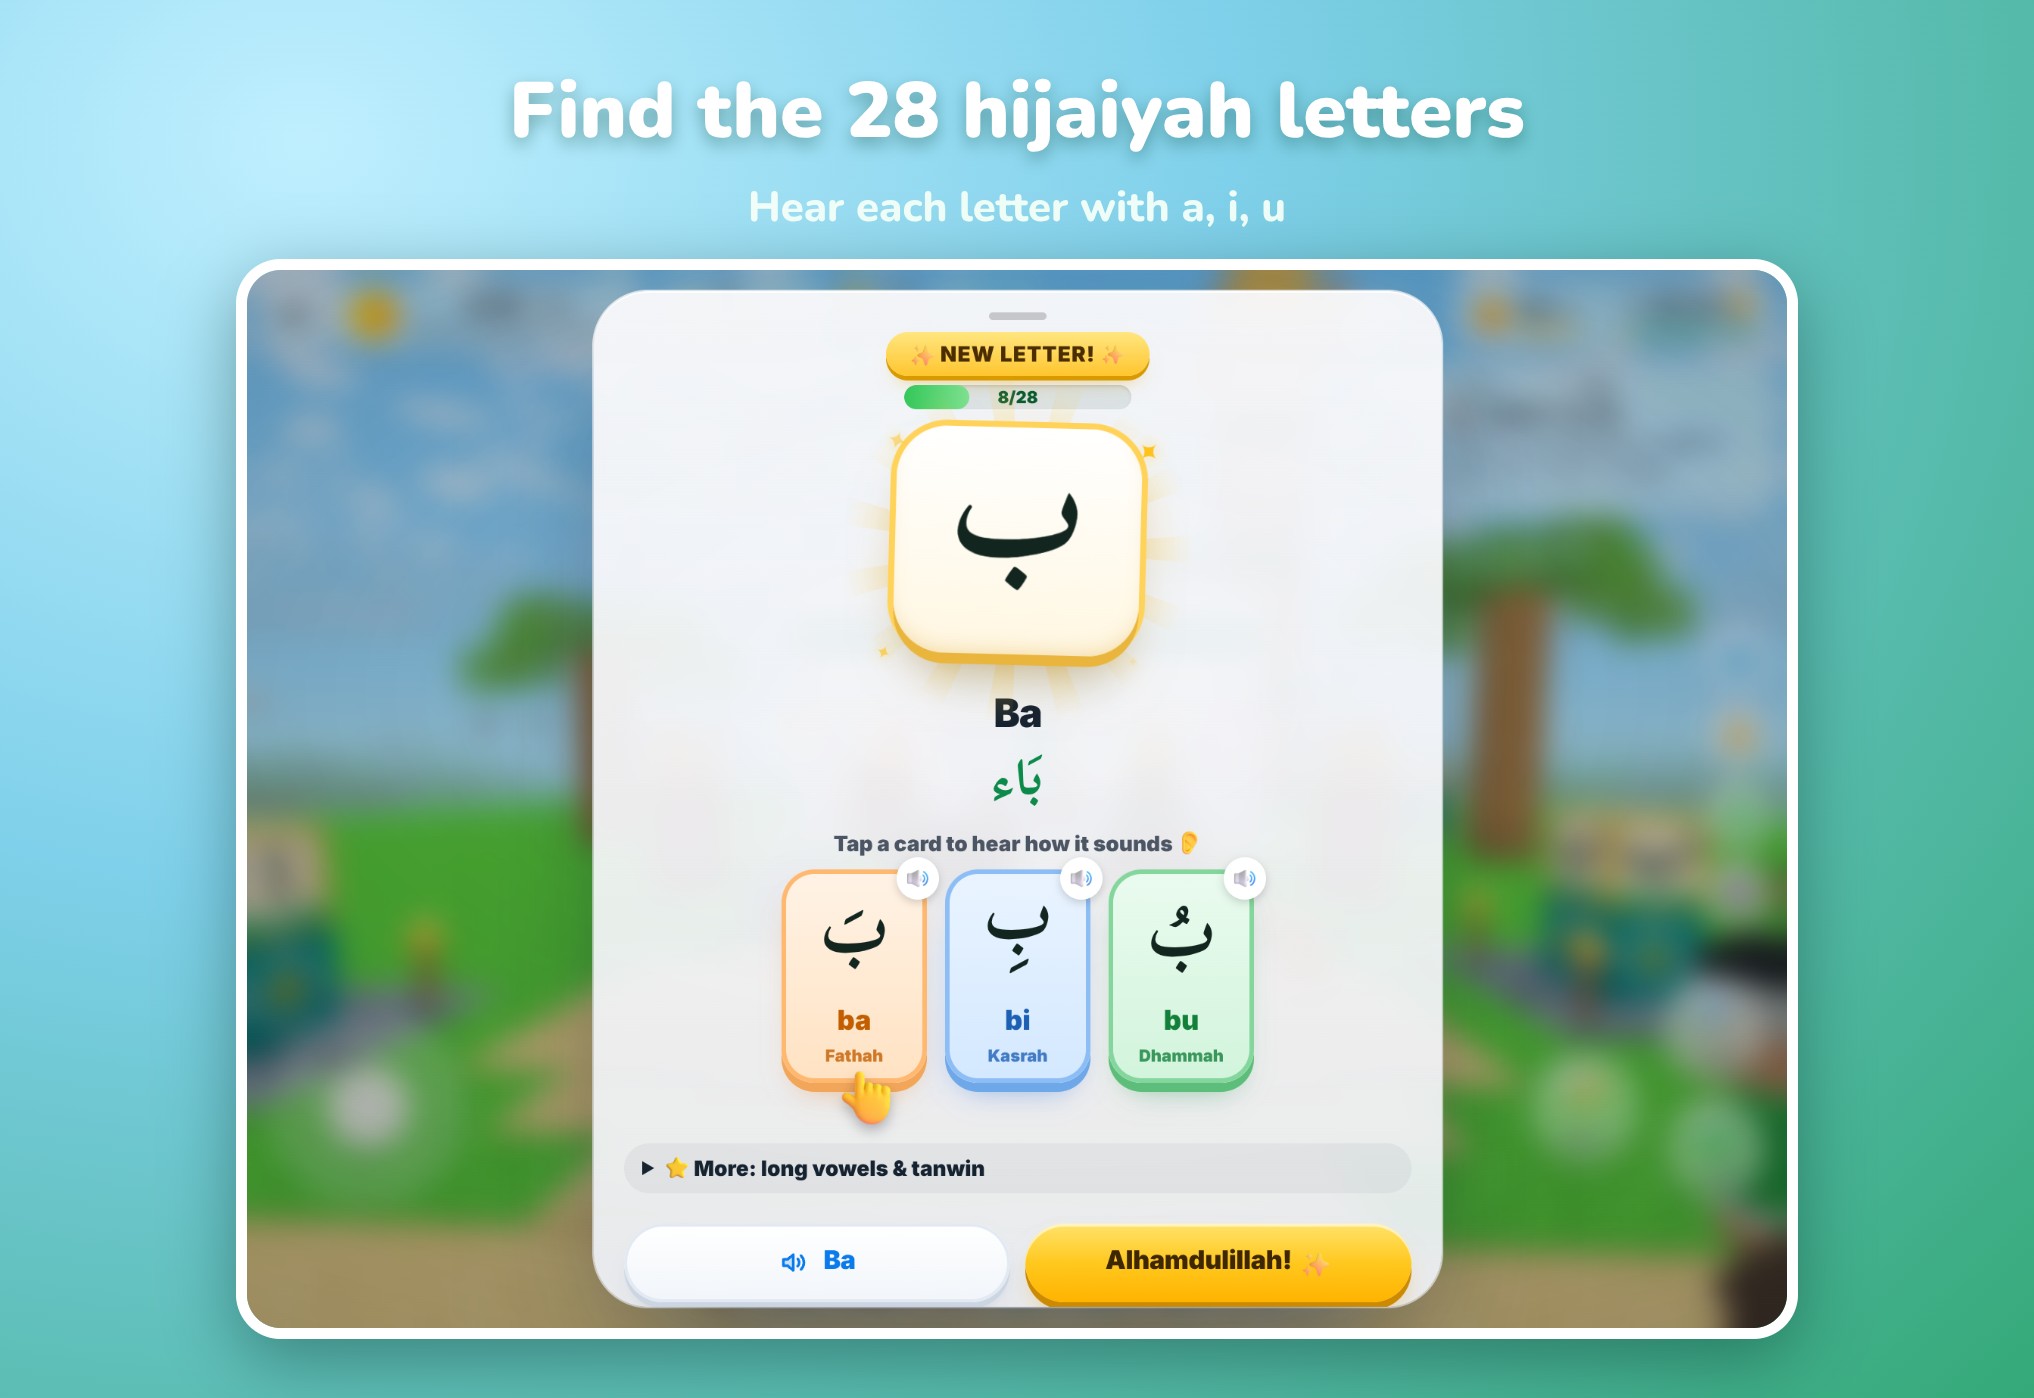 Find the 28 hijaiyah letters
Hear each letter with a, i, u
✨ NEW LETTER! ✨
8/28
ب
Ba
بَاء
Tap a card to hear how it sounds 👂
بَ بِ بُ
ba bi bu
Fathah Kasrah Dhammah
▶ ⭐ More: long vowels & tanwin
Ba Alhamdulillah! ✨